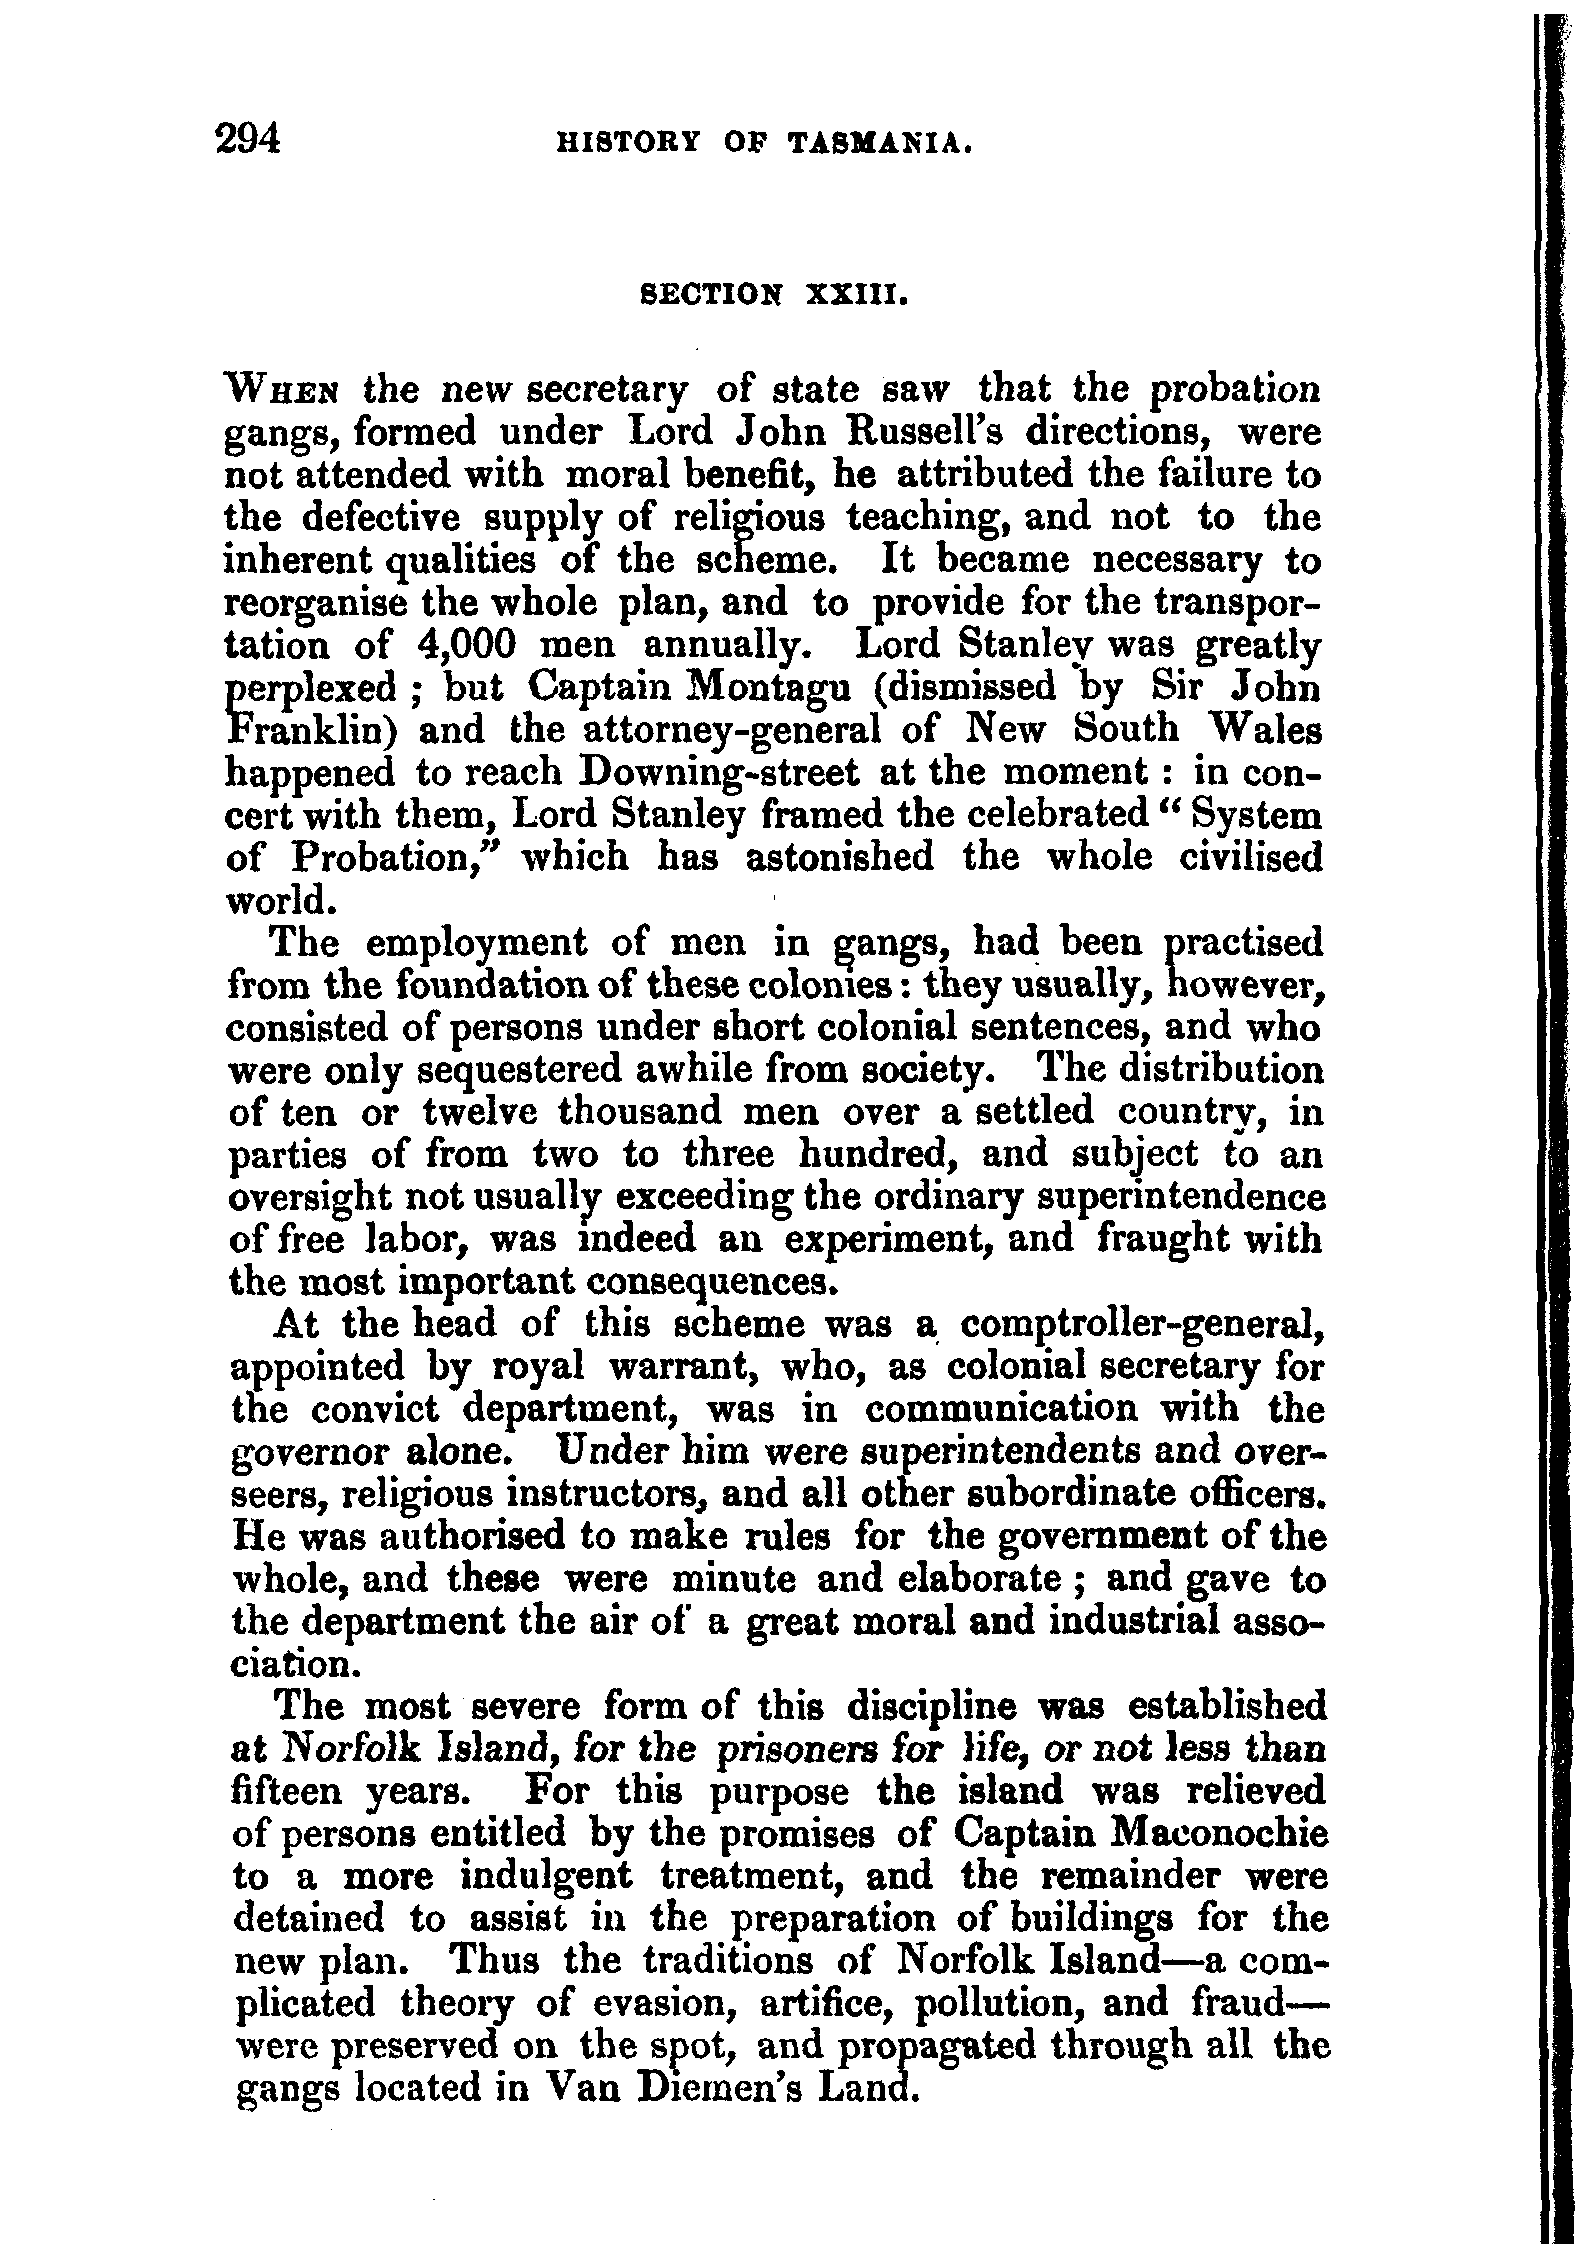 294 HISTORY OF TASMANIA.
SECTION XXIII.
WHEN the new secretary of state saw that the probation
gangs, formed under Lord John Russell's directions, were
not attended with moral benefit, he attributed the failure to
the defective supply of religious teaching, and not to the
inherent qualities of the scheme. It became necessary to
reorganise the whole plan, and to provide for the transpor-
tation of 4,000 men annually. Lord Stanley was greatly
perplexed ; but Captain Montagu (dismissed by Sir John
Franklin) and the attorney-general of New South Wales
happened to reach Downing-street at the moment : in con-
cert with them, Lord Stanley framed the celebrated “ System
of Probation,” which has astonished the whole civilised
world.
The employment of men in gangs, had been practised
from the foundation of these colonies : they usually, however,
consisted of persons under short colonial sentences, and who
were only sequestered awhile from society. The distribution
of ten or twelve thousand men over a settled country, in
parties of from two to three hundred, and subject to an
oversight not usually exceeding the ordinary superintendence
of free labor, was indeed an experiment, and fraught with
the most important consequences.
At the head of this scheme was a comptroller-general,
appointed by royal warrant, who, as colonial secretary for
the convict department, was in communication with the
governor alone. Under him were superintendents and over-
seers, religious instructors, and all other subordinate officers.
He was authorised to make rules for the government of the
whole, and these were minute and elaborate ; and gave to
the department the air of a great moral and industrial asso-
ciation.
The most severe form of this discipline was established
at Norfolk Island, for the prisoners for life, or not less than
fifteen years. For this purpose the island was relieved
of persons entitled by the promises of Captain Maconochie
to a more indulgent treatment, and the remainder were
detained to assist in the preparation of buildings for the
new plan. Thus the traditions of Norfolk Island—a com-
plicated theory of evasion, artifice, pollution, and fraud—
were preserved on the spot, and propagated through all the
gangs located in Van Diemen's Land.